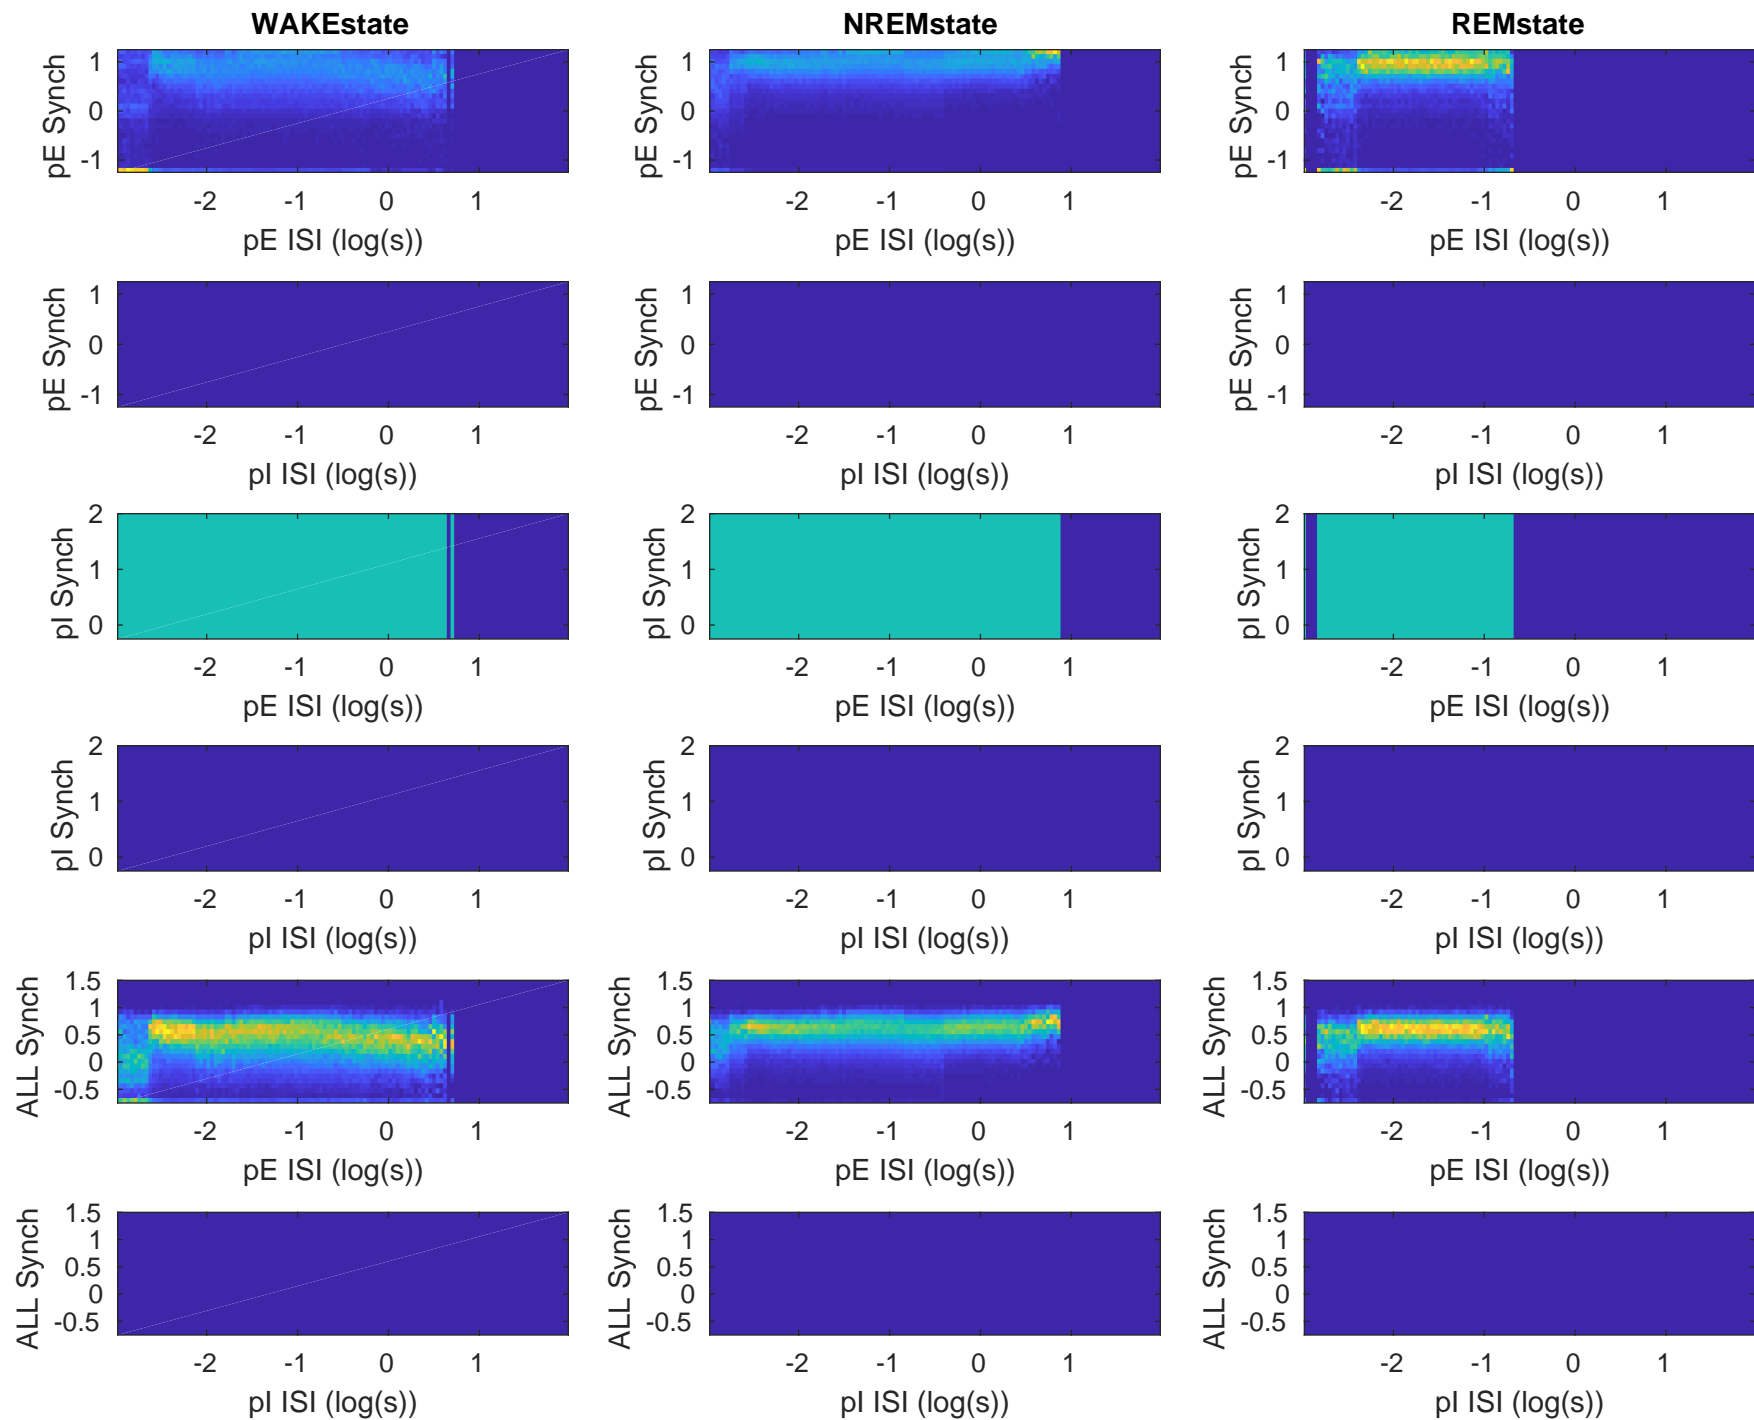 WAKEstate NREMstate REMstate
pE Synch 1 0 -1 pE Synch 1 0 -1 pE Synch 1 0 -1
-2 -1 0 1 -2 -1 0 1 -2 -1 0 1
pE ISI (log(s)) pE ISI (log(s)) pE ISI (log(s))
pE Synch 1 0 -1 pE Synch 1 0 -1 pE Synch 1 0 -1
-2 -1 0 1 -2 -1 0 1 -2 -1 0 1
pI ISI (log(s)) pI ISI (log(s)) pI ISI (log(s))
pI Synch 2 1 0 pI Synch 2 1 0 pI Synch 2 1 0
-2 -1 0 1 -2 -1 0 1 -2 -1 0 1
pE ISI (log(s)) pE ISI (log(s)) pE ISI (log(s))
pI Synch 2 1 0 pI Synch 2 1 0 pI Synch 2 1 0
-2 -1 0 1 -2 -1 0 1 -2 -1 0 1
pI ISI (log(s)) pI ISI (log(s)) pI ISI (log(s))
ALL Synch 1.5 1 0.5 0 -0.5 ALL Synch 1.5 1 0.5 0 -0.5 ALL Synch 1.5 1 0.5 0 -0.5
-2 -1 0 1 -2 -1 0 1 -2 -1 0 1
pE ISI (log(s)) pE ISI (log(s)) pE ISI (log(s))
ALL Synch 1.5 1 0.5 0 -0.5 ALL Synch 1.5 1 0.5 0 -0.5 ALL Synch 1.5 1 0.5 0 -0.5
-2 -1 0 1 -2 -1 0 1 -2 -1 0 1
pI ISI (log(s)) pI ISI (log(s)) pI ISI (log(s))